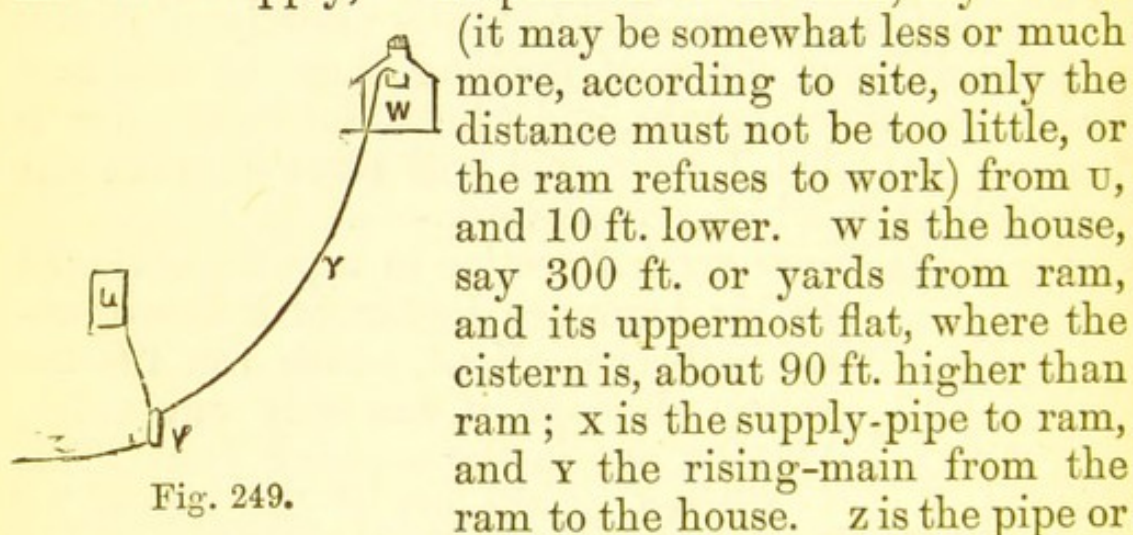 (it may be somewhat less or much
more, according to site, only the
distance must not be too little, or
the ram refuses to work) from U,
and 10 ft. lower. W is the house,
say 300 ft. or yards from ram,
and its uppermost flat, where the
cistern is, about 90 ft. higher than
ram; X is the supply-pipe to ram,
and Y the rising-main from the
ram to the house. Z is the pipe or
W
Y
U
V
Z
Fig. 249.